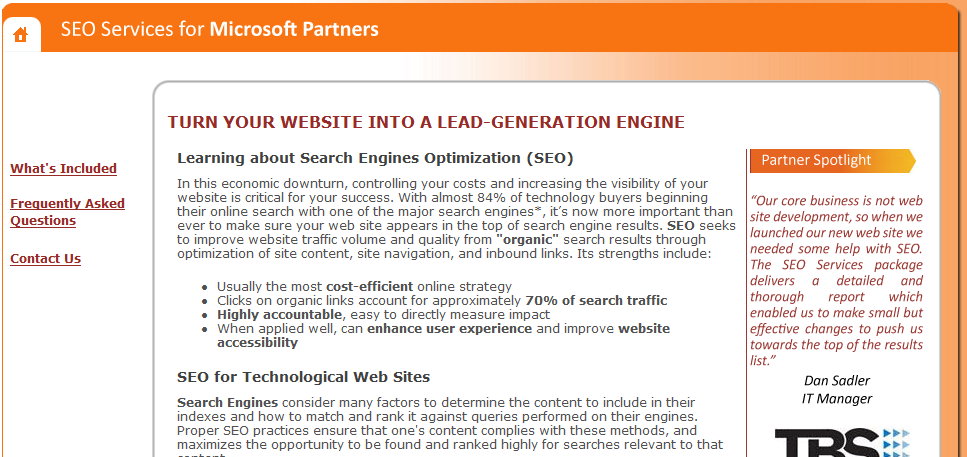 SEO Services for Microsoft Partners
What's Included
Frequently Asked
Questions
Contact Us
TURN YOUR WEBSITE INTO A LEAD-GENERATION ENGINE
Learning about Search Engines Optimization (SEO)
In this economic downturn, controlling your costs and increasing the visibility of your
website is critical for your success. With almost 84% of technology buyers beginning
their online search with one of the major search engines*, it's now more important than
ever to make sure your web site appears in the top of search engine results. SEO seeks
to improve website traffic volume and quality from "organic" search results through
optimization of site content, site navigation, and inbound links. Its strengths include:
• Usually the most cost-efficient online strategy
• Clicks on organic links account for approximately 70% of search traffic
• Highly accountable, easy to directly measure impact
• When applied well, can enhance user experience and improve website
accessibility
SEO for Technological Web Sites
Search Engines consider many factors to determine the content to include in their
indexes and how to match and rank it against queries performed on their engines.
Proper SEO practices ensure that one's content complies with these methods, and
maximizes the opportunity to be found and ranked highly for searches relevant to that
Partner Spotlight
“Our core business is not web
site development, so when we
launched our new web site we
needed some help with SEO.
The SEO Services package
delivers a detailed and
thorough report which
enabled us to make small but
effective changes to push us
towards the top of the results
list.”
Dan Sadler
IT Manager
TBS